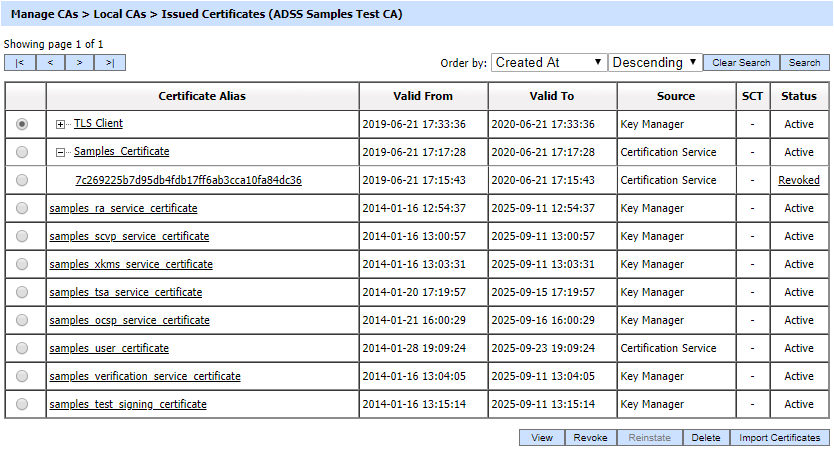 Manage CAs > Local CAs > Issued Certificates (ADSS Samples Test CA)
Showing page 1 of 1
|< < > >| Order by: Created At Descending Clear Search Search
Certificate Alias Valid From Valid To Source SCT Status
TLS Client 2019-06-21 17:33:36 2020-06-21 17:33:36 Key Manager - Active
Samples_Certificate 2019-06-21 17:17:28 2020-06-21 17:17:28 Certification Service - Active
7c269225b7d95db4fdb17ff6ab3cca10fa84dc36 2019-06-21 17:15:43 2020-06-21 17:15:43 Certification Service - Revoked
samples_ra_service_certificate 2014-01-16 12:54:37 2025-09-11 12:54:37 Key Manager - Active
samples_scvp_service_certificate 2014-01-16 13:00:57 2025-09-11 13:00:57 Key Manager - Active
samples_xkms_service_certificate 2014-01-16 13:03:31 2025-09-11 13:03:31 Key Manager - Active
samples_tsa_service_certificate 2014-01-20 17:19:57 2025-09-15 17:19:57 Key Manager - Active
samples_ocsp_service_certificate 2014-01-21 16:00:29 2025-09-16 16:00:29 Key Manager - Active
samples_user_certificate 2014-01-28 19:09:24 2025-09-23 19:09:24 Certification Service - Active
samples_verification_service_certificate 2014-01-16 13:04:05 2025-09-11 13:04:05 Key Manager - Active
samples_test_signing_certificate 2014-01-16 13:15:14 2025-09-11 13:15:14 Key Manager - Active
View Revoke Reinstate Delete Import Certificates